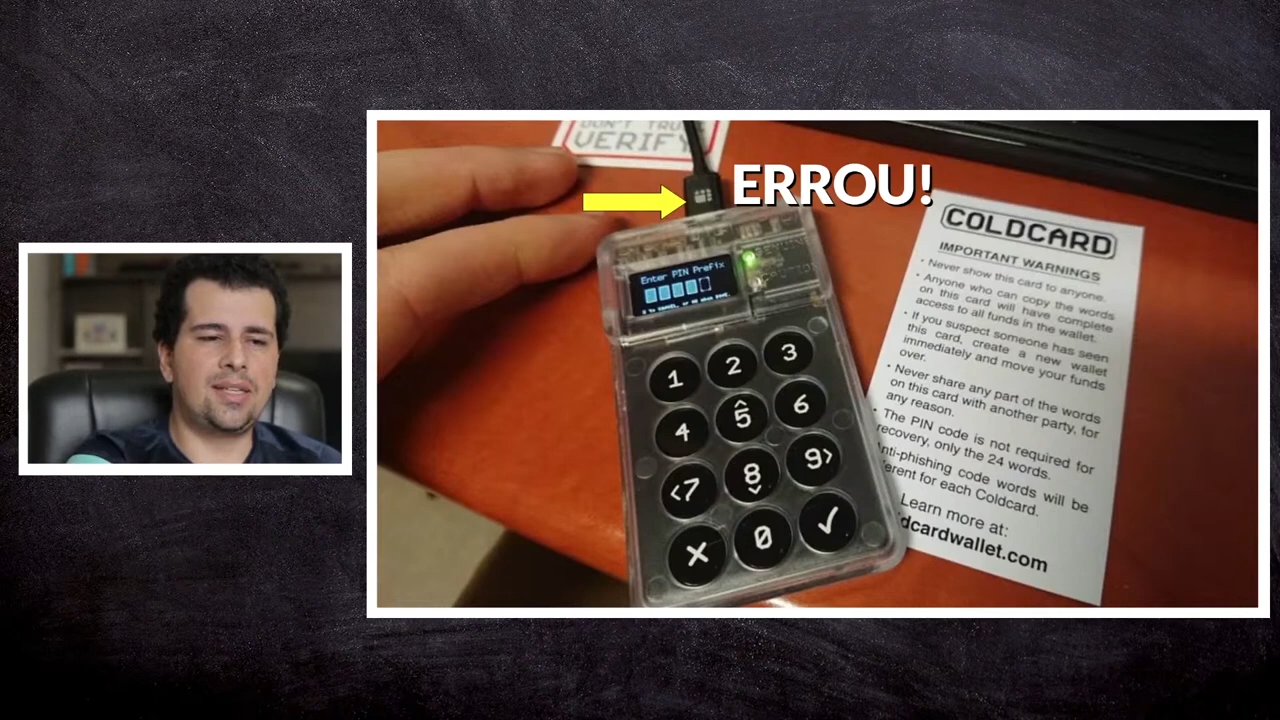 DON'T TRUST
VERIFY
ERROU!
Enter PIN Prefix
1
2
3
4
5
6
<7
8
9>
X
0
✓
COLDCARD
IMPORTANT WARNINGS
• Never show this card to anyone.
• Anyone who can copy the words
on this card will have complete
access to all funds in the wallet.
• If you suspect someone has seen
this card, create a new wallet
immediately and move your funds
over.
• Never share any part of the words
on this card with another party, for
any reason.
• The PIN code is not required for
recovery, only the 24 words.
nti-phishing code words will be
erent for each Coldcard.
Learn more at:
dcardwallet.com